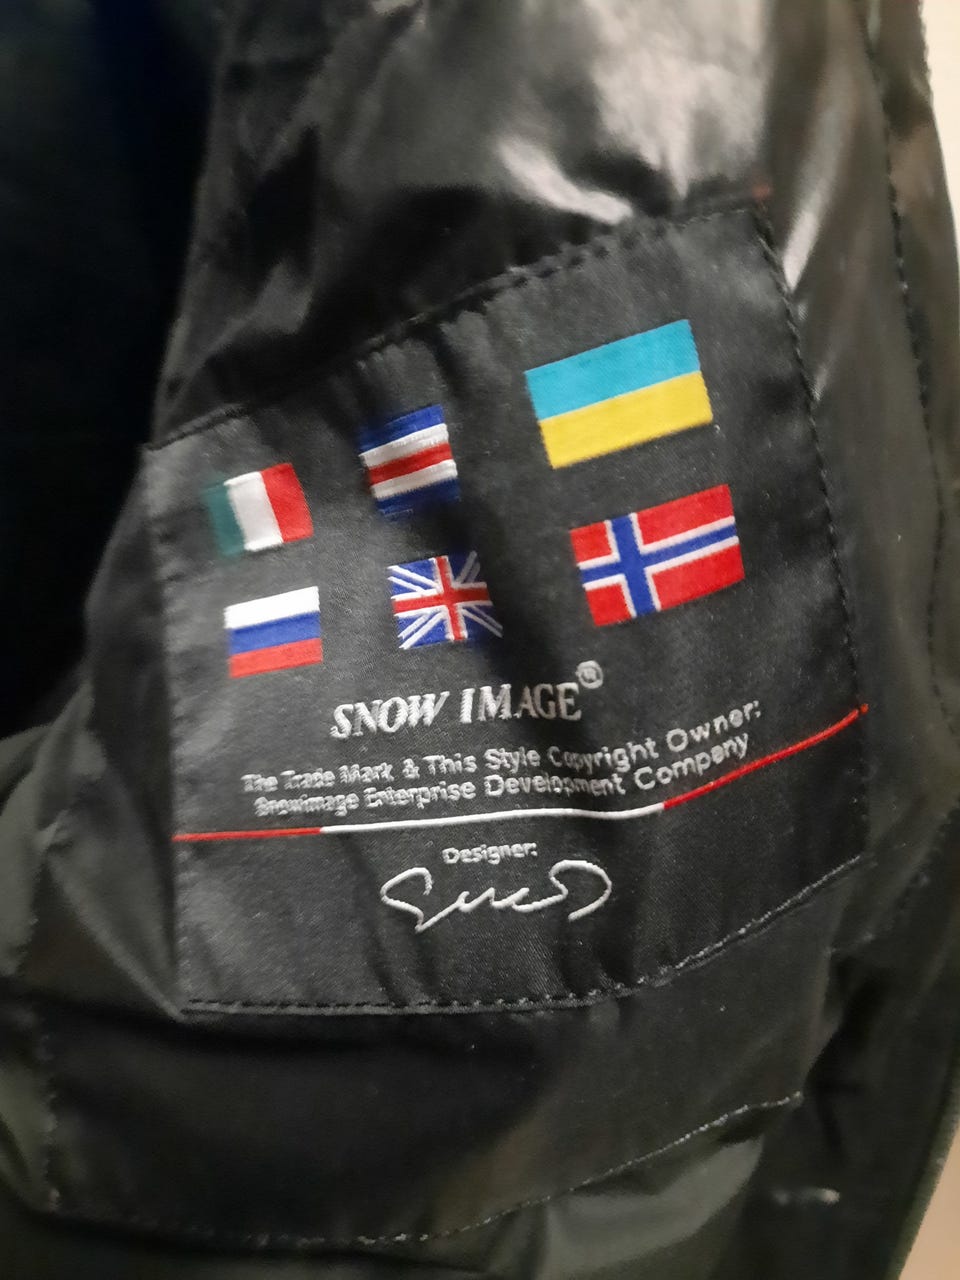 SNOW IMAGE®
The Trade Mark & This Style Copyright Owner:
Snowimage Enterprise Development Company
Designer: